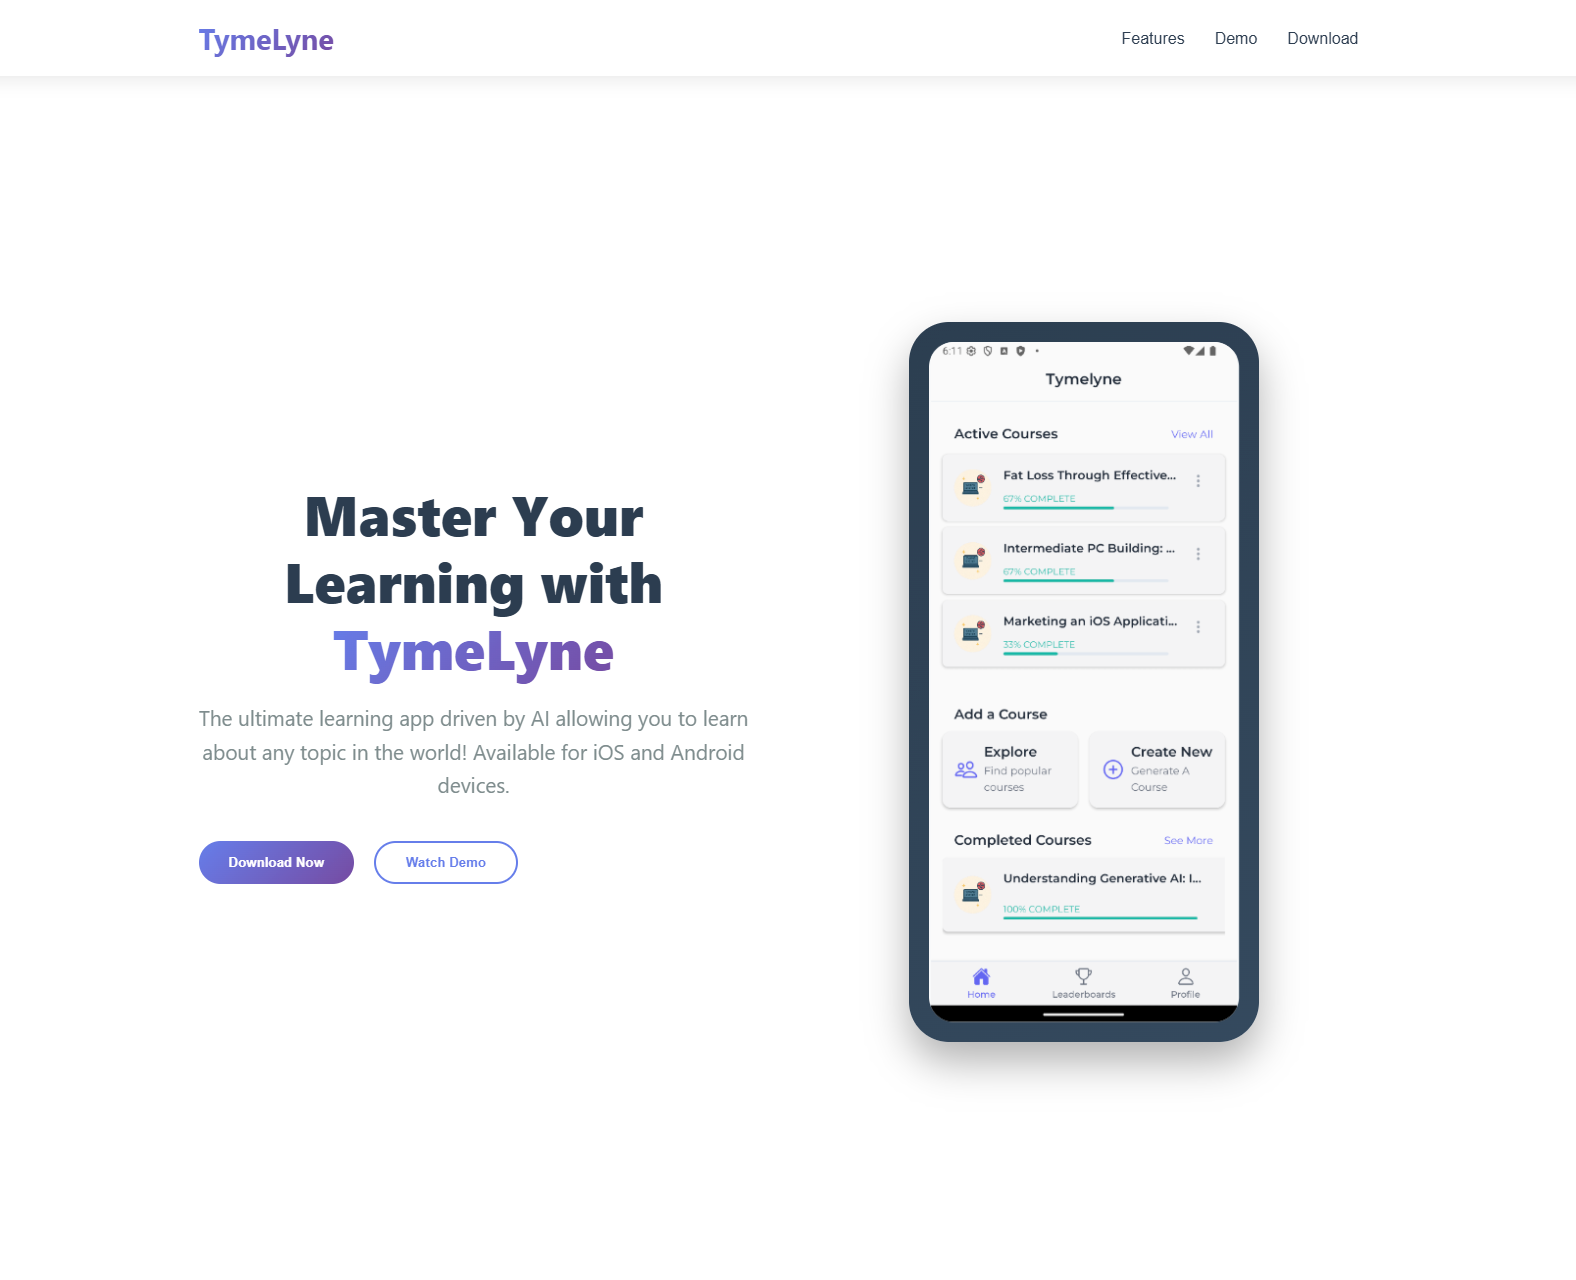 TymeLyne
Features
Demo
Download
Master Your
Learning with
TymeLyne
The ultimate learning app driven by AI allowing you to learn
about any topic in the world! Available for iOS and Android
devices.
Download Now
Watch Demo
6:11
Tymelyne
Active Courses
View All
Fat Loss Through Effective...
67% COMPLETE
Intermediate PC Building: ...
67% COMPLETE
Marketing an iOS Applicati...
33% COMPLETE
Add a Course
Explore
Find popular
courses
Create New
Generate A
Course
Completed Courses
See More
Understanding Generative AI: I...
100% COMPLETE
Home
Leaderboards
Profile